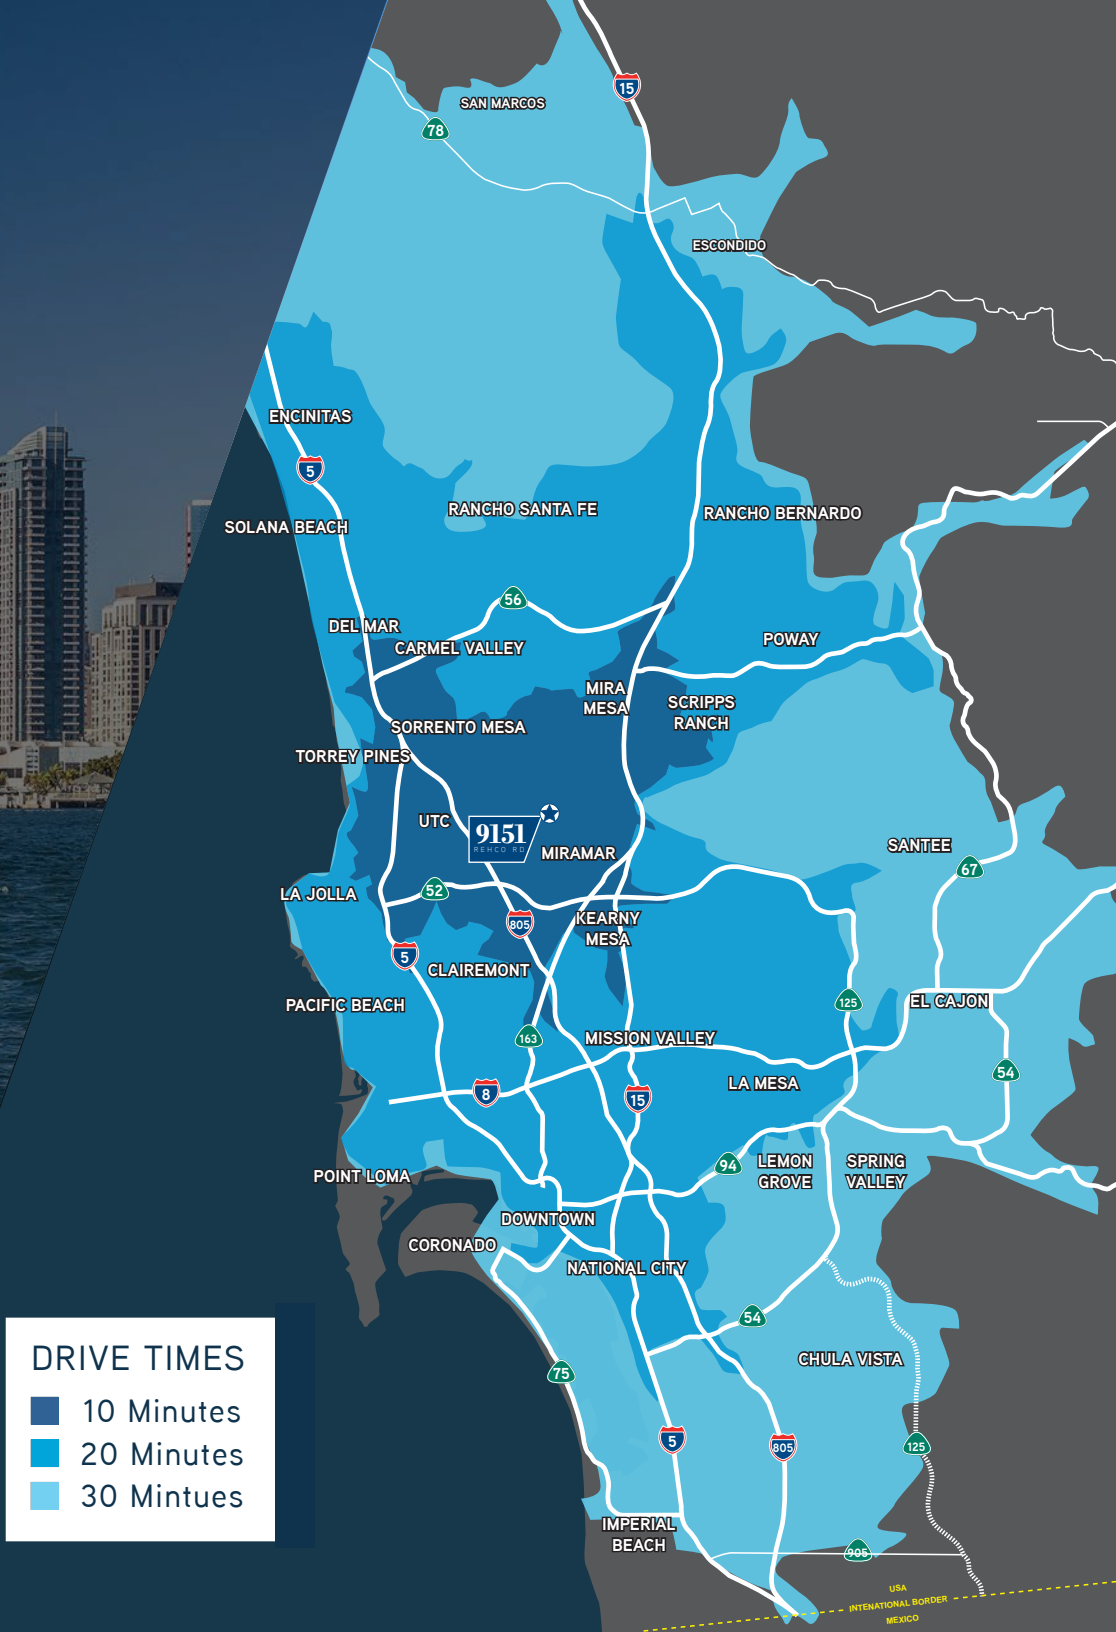 15
SAN MARCOS
78
ESCONDIDO
ENCINITAS
5
RANCHO SANTA FE
RANCHO BERNARDO
SOLANA BEACH
56
DEL MAR
CARMEL VALLEY
POWAY
MIRA
MESA
SCRIPPS
RANCH
SORRENTO MESA
TORREY PINES
UTC
9151
REHCO RD
MIRAMAR
SANTEE
67
52
LA JOLLA
805
KEARNY
MESA
5
CLAIREMONT
PACIFIC BEACH
125
EL CAJON
163
MISSION VALLEY
54
LA MESA
8
15
94
LEMON
GROVE
SPRING
VALLEY
POINT LOMA
DOWNTOWN
CORONADO
NATIONAL CITY
54
CHULA VISTA
75
5
805
125
IMPERIAL
BEACH
905
USA
INTENATIONAL BORDER
MEXICO
DRIVE TIMES
10 Minutes
20 Minutes
30 Mintues